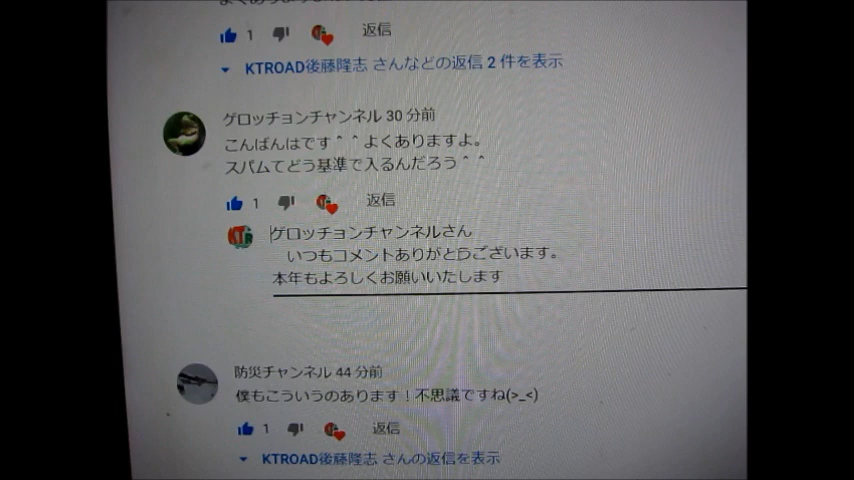 1 返信
KTROAD後藤隆志 さんなどの返信 2 件を表示
ゲロッチョンチャンネル 30 分前
こんばんはです＾＾よくありますよ。
スパムてどう基準で入るんだろう＾＾
1 返信
KTR ゲロッチョンチャンネルさん
いつもコメントありがとうございます。
本年もよろしくお願いいたします
防災チャンネル 44 分前
僕もこういうのあります！不思議ですね(>_<)
1 返信
KTROAD後藤隆志 さんの返信を表示